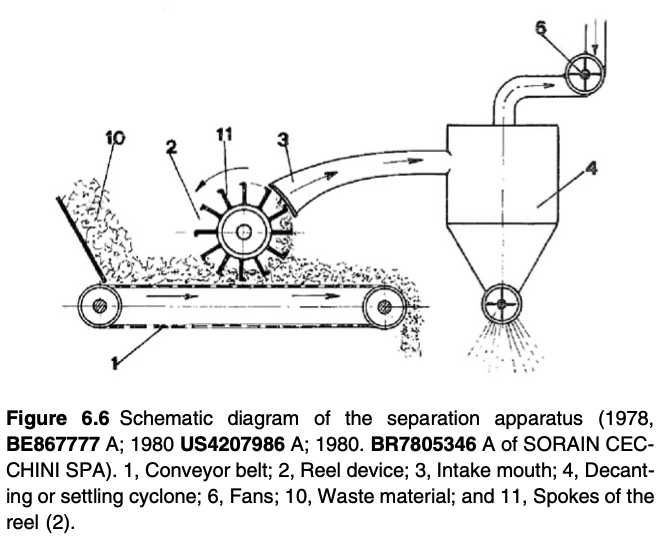 6
10
2
11
3
4
1
Figure 6.6 Schematic diagram of the separation apparatus (1978,
BE867777 A; 1980 US4207986 A; 1980. BR7805346 A of SORAIN CEC-
CHINI SPA). 1, Conveyor belt; 2, Reel device; 3, Intake mouth; 4, Decant-
ing or settling cyclone; 6, Fans; 10, Waste material; and 11, Spokes of the
reel (2).